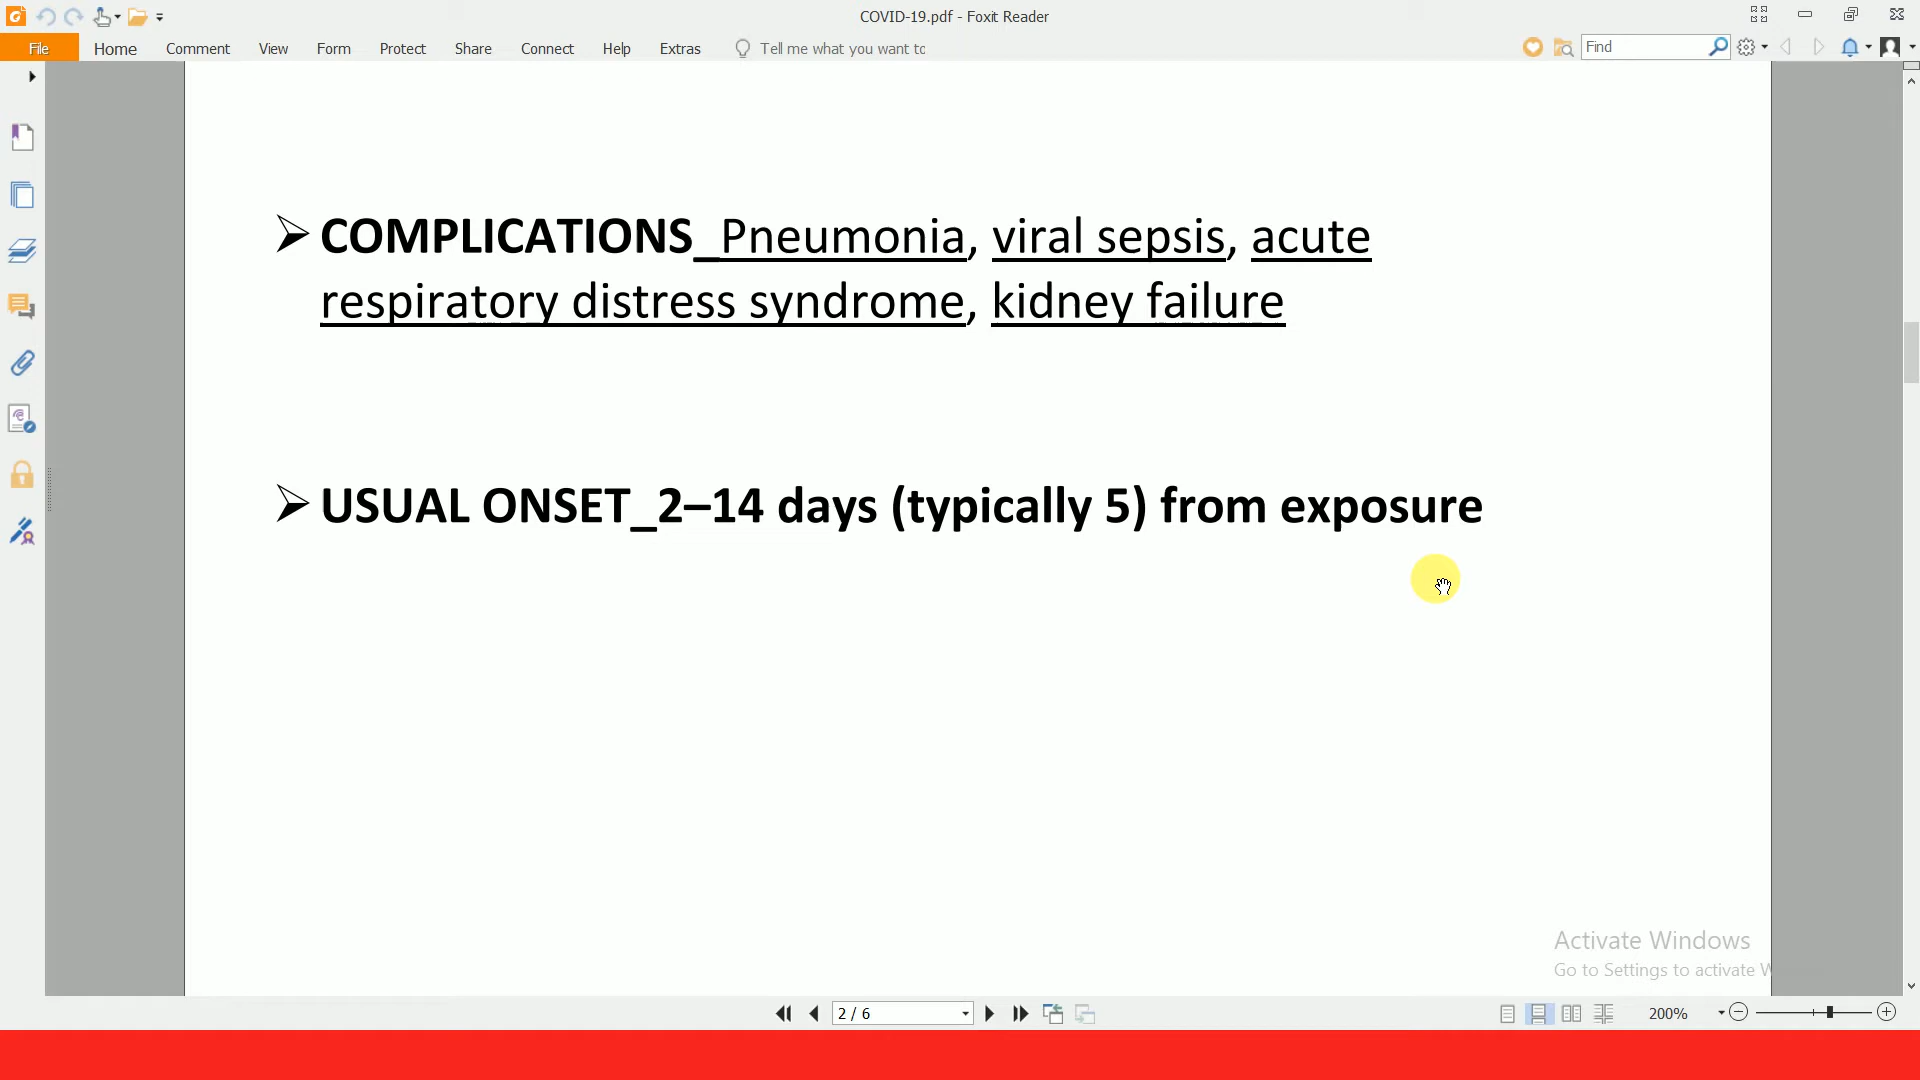 COVID-19.pdf - Foxit Reader
File Home Comment View Form Protect Share Connect Help Extras Tell me what you want to Find
➢ COMPLICATIONS_Pneumonia, viral sepsis, acute
respiratory distress syndrome, kidney failure
➢ USUAL ONSET_2–14 days (typically 5) from exposure
Activate Windows
Go to Settings to activate W
2 / 6 200%